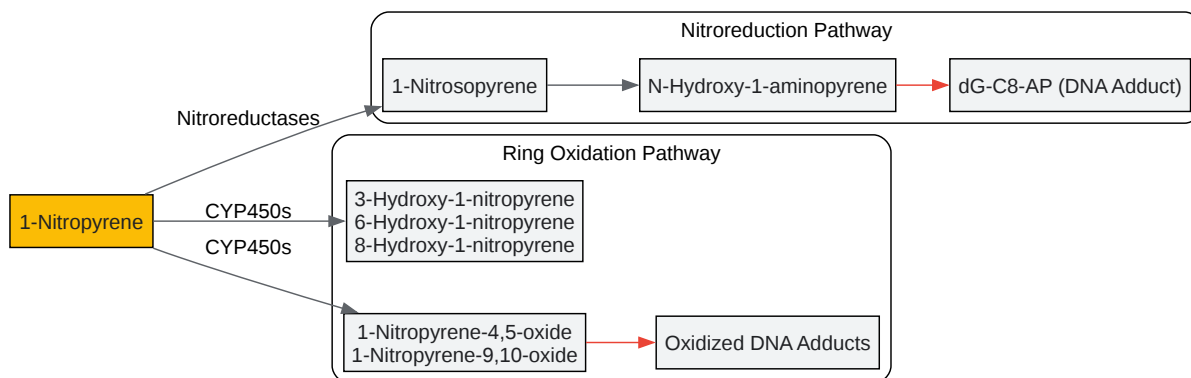 Nitroreduction Pathway
1-Nitrosopyrene
N-Hydroxy-1-aminopyrene
dG-C8-AP (DNA Adduct)
Nitroreductases
Ring Oxidation Pathway
1-Nitropyrene
CYP450s
3-Hydroxy-1-nitropyrene
6-Hydroxy-1-nitropyrene
8-Hydroxy-1-nitropyrene
CYP450s
1-Nitropyrene-4,5-oxide
1-Nitropyrene-9,10-oxide
Oxidized DNA Adducts